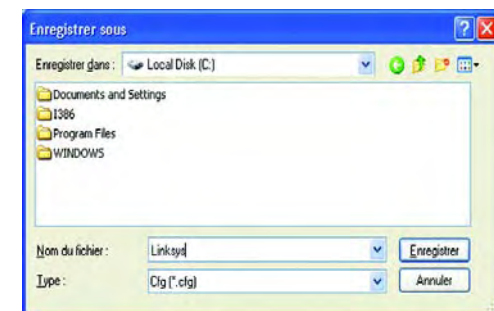 Enregistrer sous
Enregistrer dans : Local Disk (C:)
Documents and Settings
I386
Program Files
WINDOWS
Nom du fichier : Linksys Enregistrer
Type : Cfg (*.cfg) Annuler